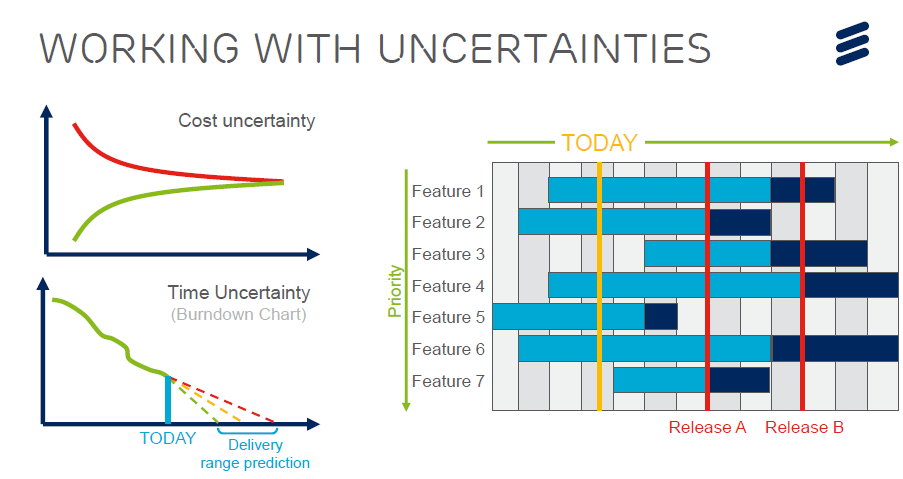 WORKING WITH UNCERTAINTIES
Cost uncertainty
Time Uncertainty
(Burndown Chart)
TODAY
Delivery
range prediction
TODAY
Priority
Feature 1
Feature 2
Feature 3
Feature 4
Feature 5
Feature 6
Feature 7
Release A
Release B